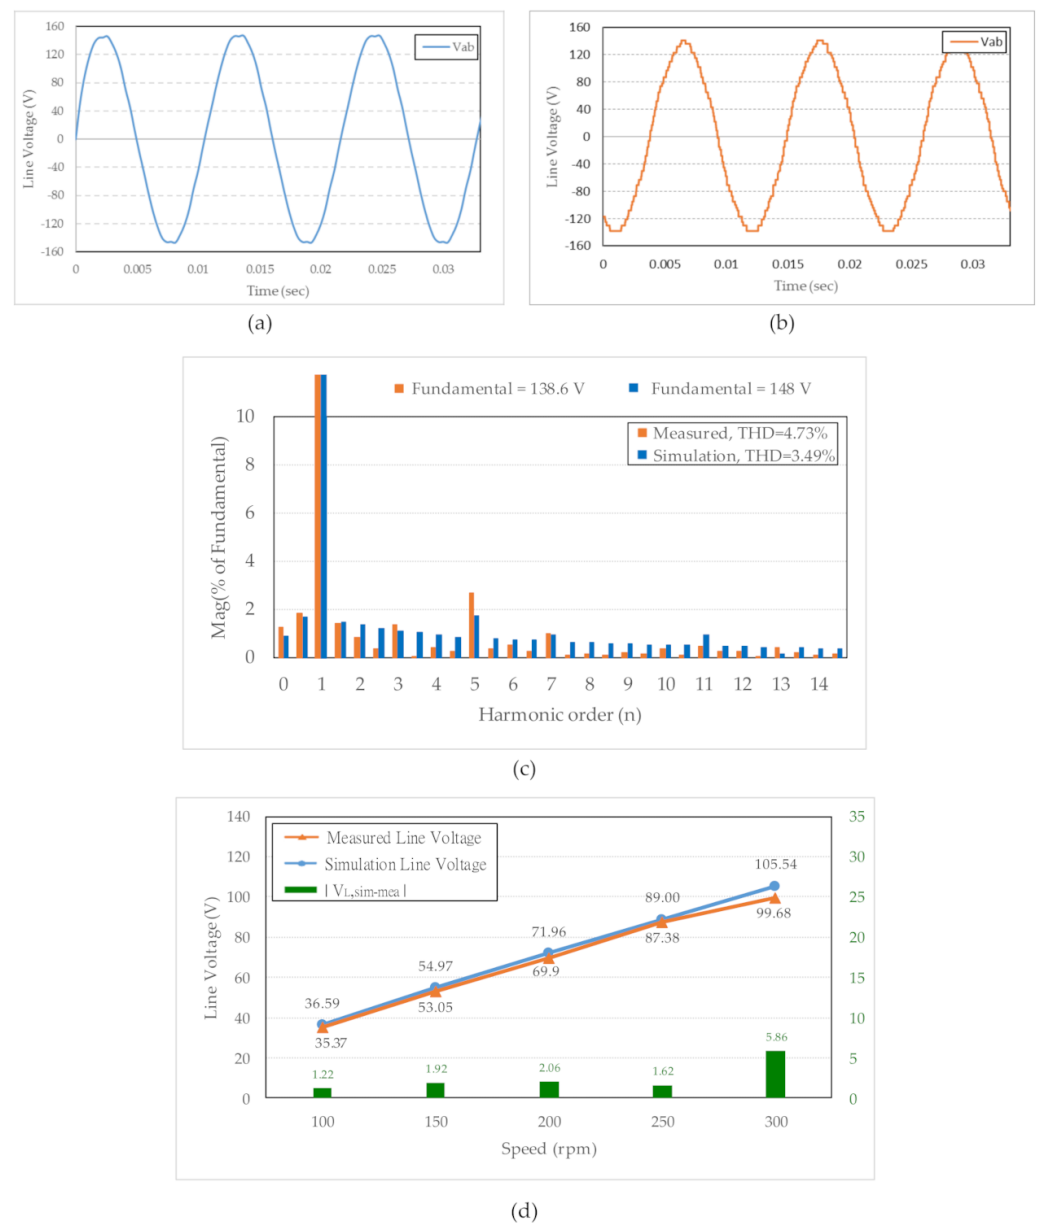 160
120
80
40
0
-40
-80
-120
-160
Line Voltage (V)
Vab
0 0.005 0.01 0.015 0.02 0.025 0.03
Time (sec)
(a)
160
120
80
40
0
-40
-80
-120
-160
Line Voltage (V)
Vab
0 0.005 0.01 0.015 0.02 0.025 0.03
Time (sec)
(b)
Fundamental = 138.6 V Fundamental = 148 V
Measured, THD=4.73%
Simulation, THD=3.49%
10
8
6
4
2
0
Mag(% of Fundamental)
0 1 2 3 4 5 6 7 8 9 10 11 12 13 14
Harmonic order (n)
(c)
140
120
100
80
60
40
20
0
Line Voltage (V)
Measured Line Voltage
Simulation Line Voltage
| VL,sim-mea |
36.59 54.97 71.96 89.00 105.54
35.37 53.05 69.9 87.38 99.68
1.22 1.92 2.06 1.62 5.86
35
30
25
20
15
10
5
0
100 150 200 250 300
Speed (rpm)
(d)